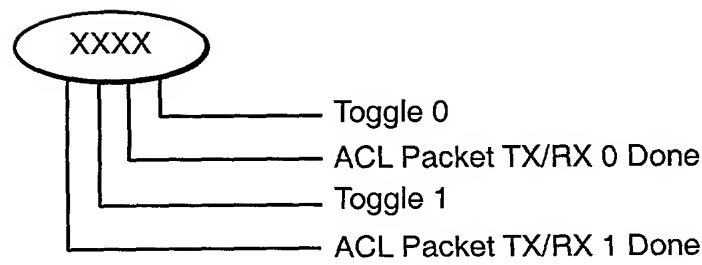 XXXX
Toggle 0
ACL Packet TX/RX 0 Done
Toggle 1
ACL Packet TX/RX 1 Done